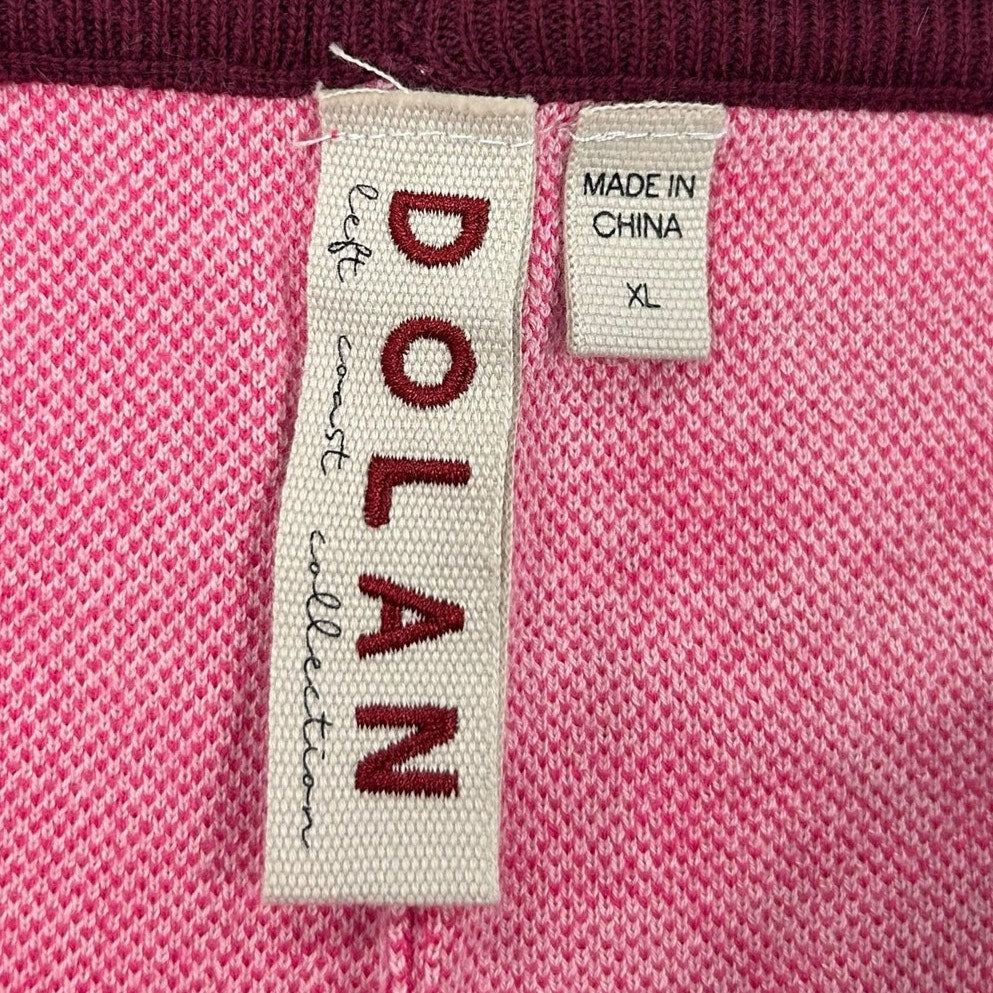 DOLAN
left coast collection
MADE IN
CHINA
XL